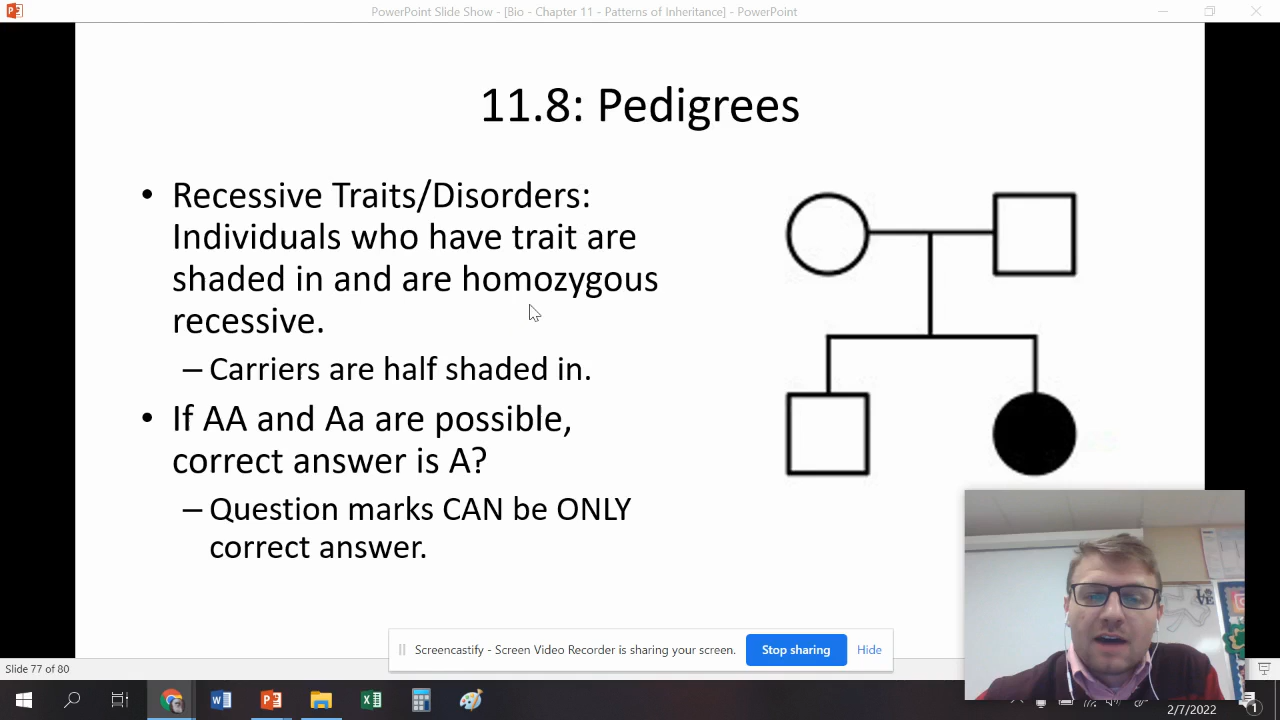 PowerPoint Slide Show - [Bio - Chapter 11 - Patterns of Inheritance] - PowerPoint
11.8: Pedigrees
• Recessive Traits/Disorders:
Individuals who have trait are
shaded in and are homozygous
recessive.
– Carriers are half shaded in.
• If AA and Aa are possible,
correct answer is A?
– Question marks CAN be ONLY
correct answer.
LOVE
Screencastify - Screen Video Recorder is sharing your screen.
Stop sharing
Hide
Slide 77 of 80
2/7/2022
1